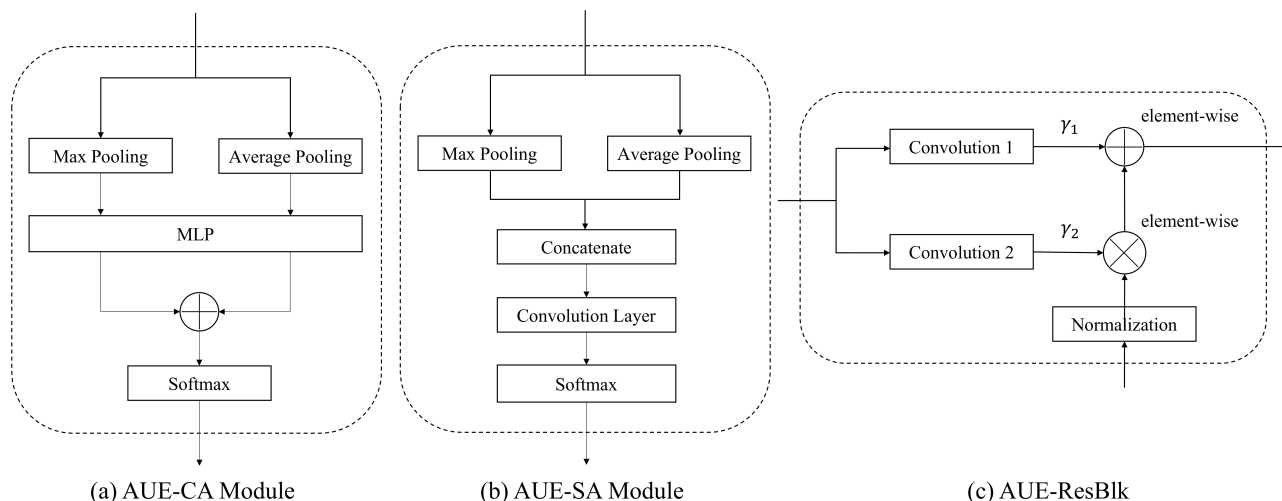 Max Pooling
Average Pooling
MLP
Softmax
(a) AUE-CA Module
Max Pooling
Average Pooling
Concatenate
Convolution Layer
Softmax
(b) AUE-SA Module
Convolution 1
γ₁
element-wise
Convolution 2
γ₂
element-wise
Normalization
(c) AUE-ResBlk